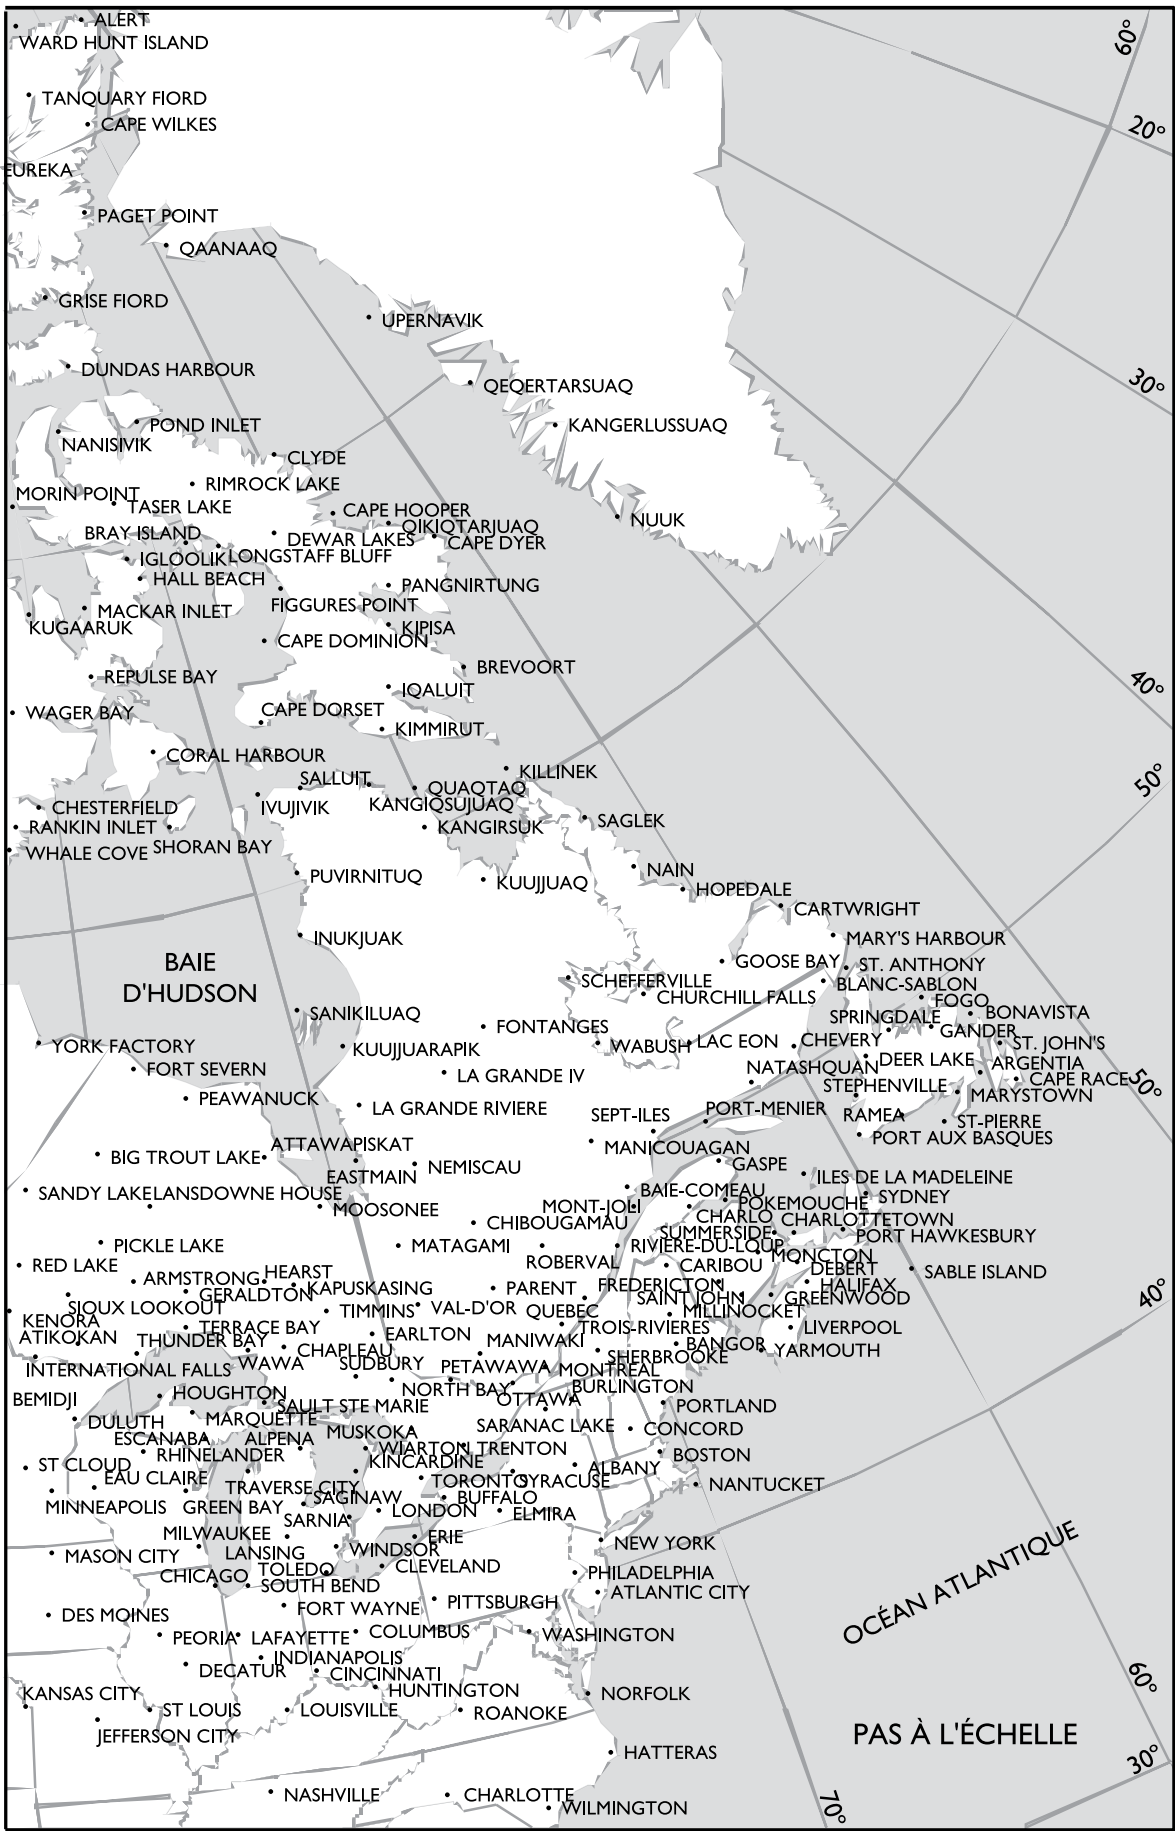 ALERT
WARD HUNT ISLAND
60°
TANQUARY FIORD
CAPE WILKES
20°
EUREKA
PAGET POINT
QAANAAQ
GRISE FIORD
UPERNAVIK
DUNDAS HARBOUR
QEQERTARSUAQ
30°
POND INLET
KANGERLUSSUAQ
NANISIVIK
CLYDE
RIMROCK LAKE
MORIN POINT
TASER LAKE
CAPE HOOPER
NUUK
QIKIQTARJUAQ
BRAY ISLAND
DEWAR LAKES
CAPE DYER
IGLOOLIK
LONGSTAFF BLUFF
HALL BEACH
PANGNIRTUNG
FIGGURES POINT
MACKAR INLET
KUGAARUK
KIPISA
CAPE DOMINION
BREVOORT
REPULSE BAY
40°
IQALUIT
CAPE DORSET
WAGER BAY
KIMMIRUT
CORAL HARBOUR
KILLINEK
50°
SALLUIT
QUAQTAQ
CHESTERFIELD
IVUJIVIK
KANGIQSUJUAQ
SAGLEK
RANKIN INLET
KANGIRSUK
SHORAN BAY
WHALE COVE
NAIN
PUVIRNITUQ
KUUJJUAQ
HOPEDALE
CARTWRIGHT
INUKJUAK
MARY'S HARBOUR
BAIE
D'HUDSON
GOOSE BAY
ST. ANTHONY
SCHEFFERVILLE
BLANC-SABLON
CHURCHILL FALLS
FOGO
SANIKILUAQ
BONAVISTA
SPRINGDALE
FONTANGES
GANDER
YORK FACTORY
KUUJJUARAPIK
WABUSH
LAC EON
CHEVERY
ST. JOHN'S
DEER LAKE
ARGENTIA
FORT SEVERN
LA GRANDE IV
NATASHQUAN
CAPE RACE
50°
STEPHENVILLE
MARYSTOWN
PEAWANUCK
LA GRANDE RIVIERE
SEPT-ILES
PORT-MENIER
RAMEA
ST-PIERRE
PORT AUX BASQUES
ATTAWAPISKAT
MANICOUAGAN
BIG TROUT LAKE
NEMISCAU
GASPE
EASTMAIN
ILES DE LA MADELEINE
SANDY LAKE
LANSDOWNE HOUSE
BAIE-COMEAU
SYDNEY
MOOSONEE
MONT-JOLI
POKEMOUCHE
CHARLO
CHARLOTTETOWN
CHIBOUGAMAU
SUMMERSIDE
PORT HAWKESBURY
PICKLE LAKE
MATAGAMI
RIVIERE-DU-LOUP
MONCTON
ROBERVAL
CARIBOU
DEBERT
SABLE ISLAND
RED LAKE
ARMSTRONG
HEARST
KAPUSKASING
PARENT
FREDERICTON
HALIFAX
GERALDTON
SAINT JOHN
GREENWOOD
40°
SIOUX LOOKOUT
TIMMINS
VAL-D'OR
QUEBEC
MILLINOCKET
KENORA
TERRACE BAY
TROIS-RIVIERES
LIVERPOOL
ATIKOKAN
THUNDER BAY
EARLTON
MANIWAKI
BANGOR
CHAPLEAU
SHERBROOKE
YARMOUTH
INTERNATIONAL FALLS
WAWA
SUDBURY
PETAWAWA
MONTREAL
BEMIDJI
HOUGHTON
NORTH BAY
BURLINGTON
SAULT STE MARIE
OTTAWA
PORTLAND
DULUTH
MARQUETTE
SARANAC LAKE
CONCORD
ESCANABA
ALPENA
MUSKOKA
RHINELANDER
WIARTON
TRENTON
BOSTON
ST CLOUD
KINCARDINE
ALBANY
EAU CLAIRE
TRAVERSE CITY
TORONTO
SYRACUSE
NANTUCKET
MINNEAPOLIS
GREEN BAY
SAGINAW
BUFFALO
LONDON
ELMIRA
SARNIA
MILWAUKEE
ERIE
NEW YORK
MASON CITY
LANSING
WINDSOR
CLEVELAND
TOLEDO
PHILADELPHIA
CHICAGO
SOUTH BEND
ATLANTIC CITY
OCÉAN ATLANTIQUE
FORT WAYNE
PITTSBURGH
DES MOINES
PEORIA
LAFAYETTE
COLUMBUS
WASHINGTON
INDIANAPOLIS
DECATUR
CINCINNATI
60°
KANSAS CITY
HUNTINGTON
NORFOLK
ST LOUIS
LOUISVILLE
ROANOKE
JEFFERSON CITY
PAS À L'ÉCHELLE
HATTERAS
30°
NASHVILLE
CHARLOTTE
WILMINGTON
70°